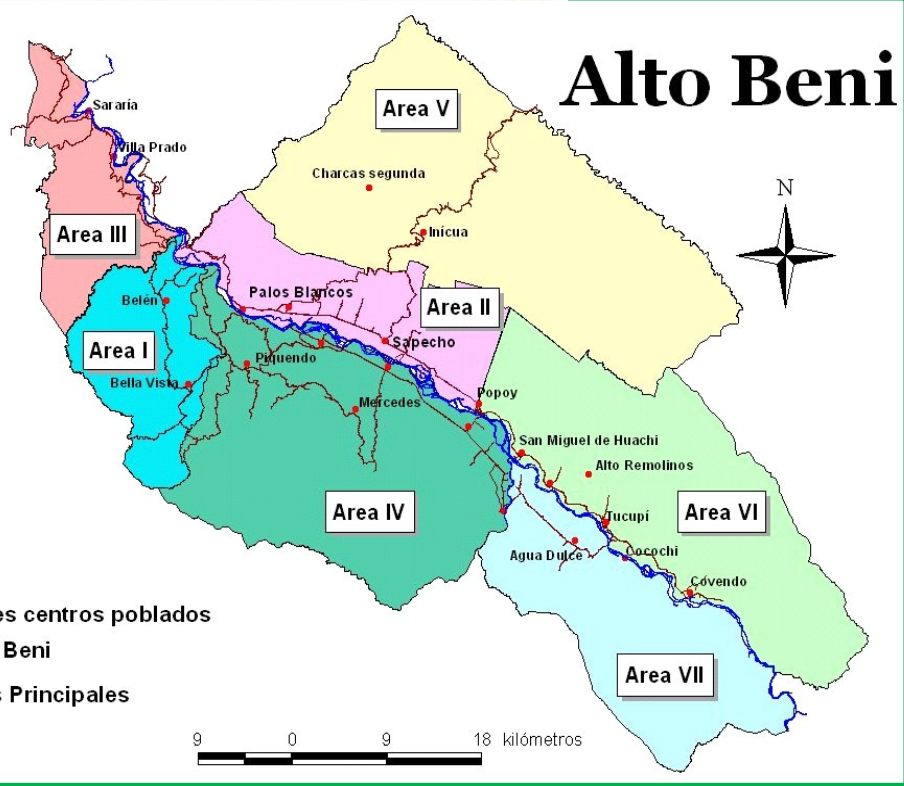 Alto Beni
Area V
Sararía
Villa Prado
Charcas segunda
N
Area III
Inícua
Palos Blancos
Belén
Area II
Area I
Sapecho
Piquendo
Bella Vista
Popoy
Mercedes
San Miguel de Huachi
Alto Remolinos
Area IV
Area VI
Tucupí
Agua Dulce
Cocochi
Covendo
es centros poblados
Beni
s Principales
Area VII
9 0 9 18 kilómetros